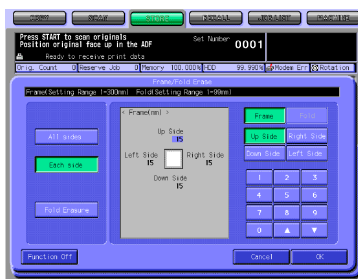 COPY SCAN STORE RECALL JOB LIST MACHINE
Press START to scan originals
Position original face up in the ADF
Set Number 0001
Ready to receive print data
Orig. Count 0 Reserve Job 0 Memory 100.000% HDD 99.990% Modem Err Rotation
Frame/Fold Erase
Frame(Setting Range 1-300mm) Fold(Setting Range 1-99mm)
< Frame(mm) >
Frame Fold
All sides
Up Side
15
Up Side Right Side
Each side
Left Side Right Side
15 15
Down Side Left Side
Down Side
15
1 2 3
4 5 6
Fold Erasure
7 8 9
0 ▲ ▼
Function Off Cancel OK